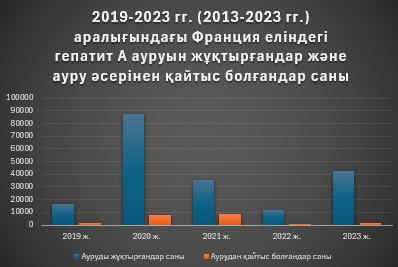 2019-2023 гг. (2013-2023 гг.)
аралығындағы Франция еліндегі
гепатит А ауруын жұқтырғандар және
ауру әсерінен қайтыс болғандар саны
100000
90000
80000
70000
60000
50000
40000
30000
20000
10000
0
2019 ж. 2020 ж. 2021 ж. 2022 ж. 2023 ж.
Ауруды жұқтырғандар саны Аурудан қайтыс болғандар саны